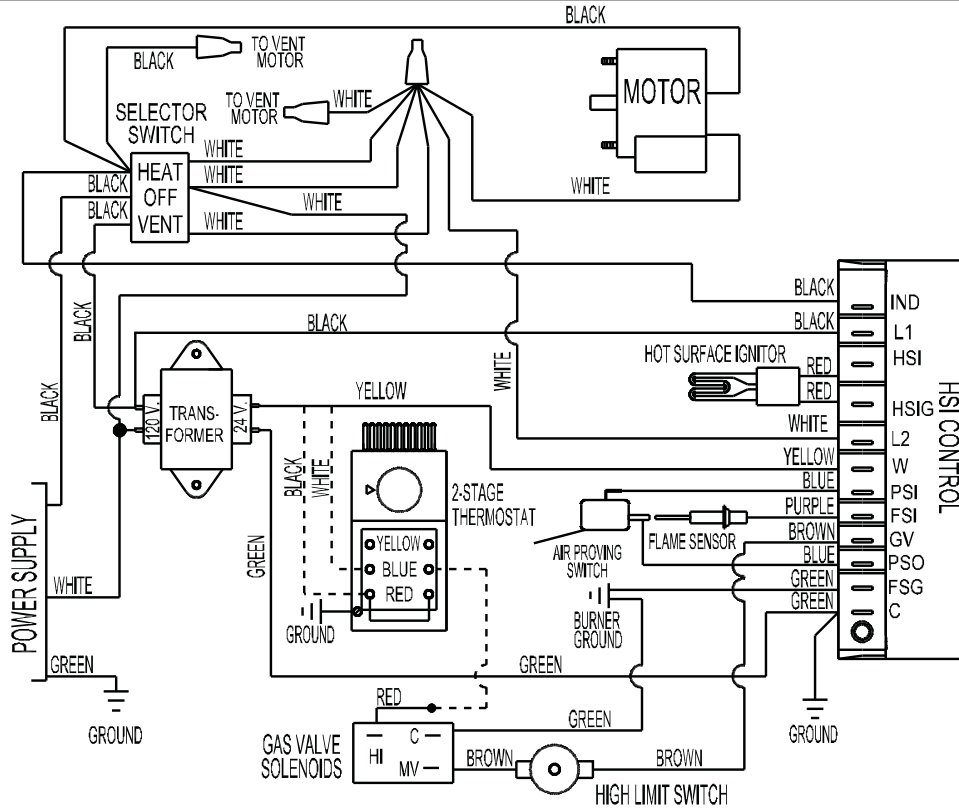 BLACK
TO VENT
MOTOR
BLACK
TO VENT
MOTOR
WHITE
MOTOR
SELECTOR
SWITCH
WHITE
HEAT
WHITE
BLACK
OFF
WHITE
WHITE
BLACK
VENT
WHITE
BLACK
IND
BLACK
BLACK
BLACK
L1
HOT SURFACE IGNITOR
RED
HSI
RED
HSIG
WHITE
BLACK
YELLOW
120 V.
TRANS-
FORMER
24 V.
WHITE
L2
YELLOW
W
BLUE
PSI
PURPLE
FSI
BROWN
GV
BLUE
PSO
GREEN
FSG
GREEN
C
HSI CONTROL
BLACK
WHITE
2-STAGE
THERMOSTAT
YELLOW
BLUE
RED
GROUND
AIR PROVING
SWITCH
FLAME SENSOR
BURNER
GROUND
GREEN
POWER SUPPLY
WHITE
GREEN
GROUND
GREEN
RED
GREEN
GROUND
GAS VALVE
SOLENOIDS
HI
C
MV
BROWN
BROWN
HIGH LIMIT SWITCH